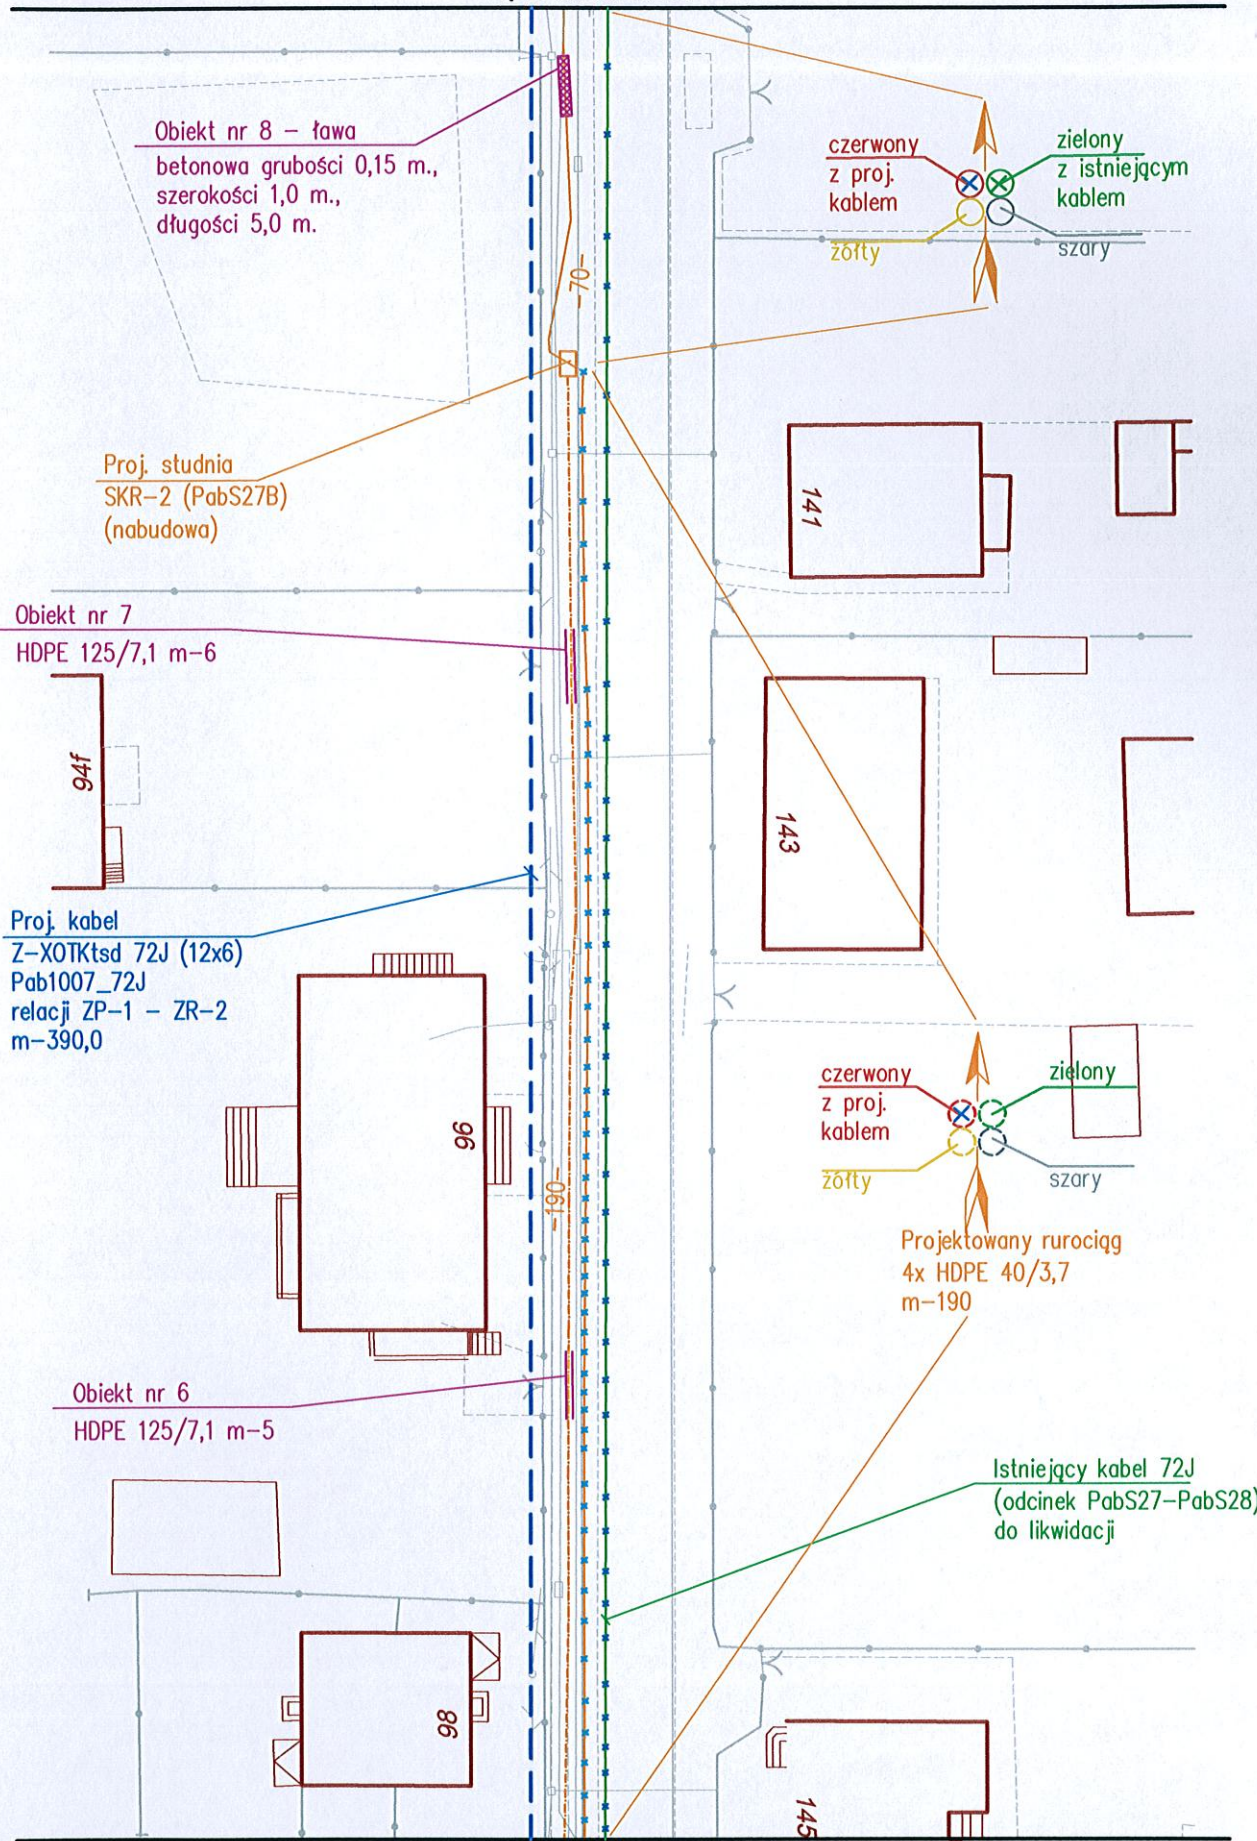 Obiekt nr 8 – ława
betonowa grubości 0,15 m.,
szerokości 1,0 m.,
długości 5,0 m.
czerwony
z proj.
kablem
zielony
z istniejącym
kablem
żółty
szary
-70-
Proj. studnia
SKR-2 (PabS27B)
(nabudowa)
141
Obiekt nr 7
HDPE 125/7,1 m-6
94f
143
Proj. kabel
Z-XOTKtsd 72J (12x6)
Pab1007_72J
relacji ZP-1 – ZR-2
m-390,0
96
-190-
czerwony
z proj.
kablem
zielony
żółty
szary
Projektowany rurociąg
4x HDPE 40/3,7
m-190
Obiekt nr 6
HDPE 125/7,1 m-5
Istniejący kabel 72J
(odcinek PabS27-PabS28)
do likwidacji
98
145